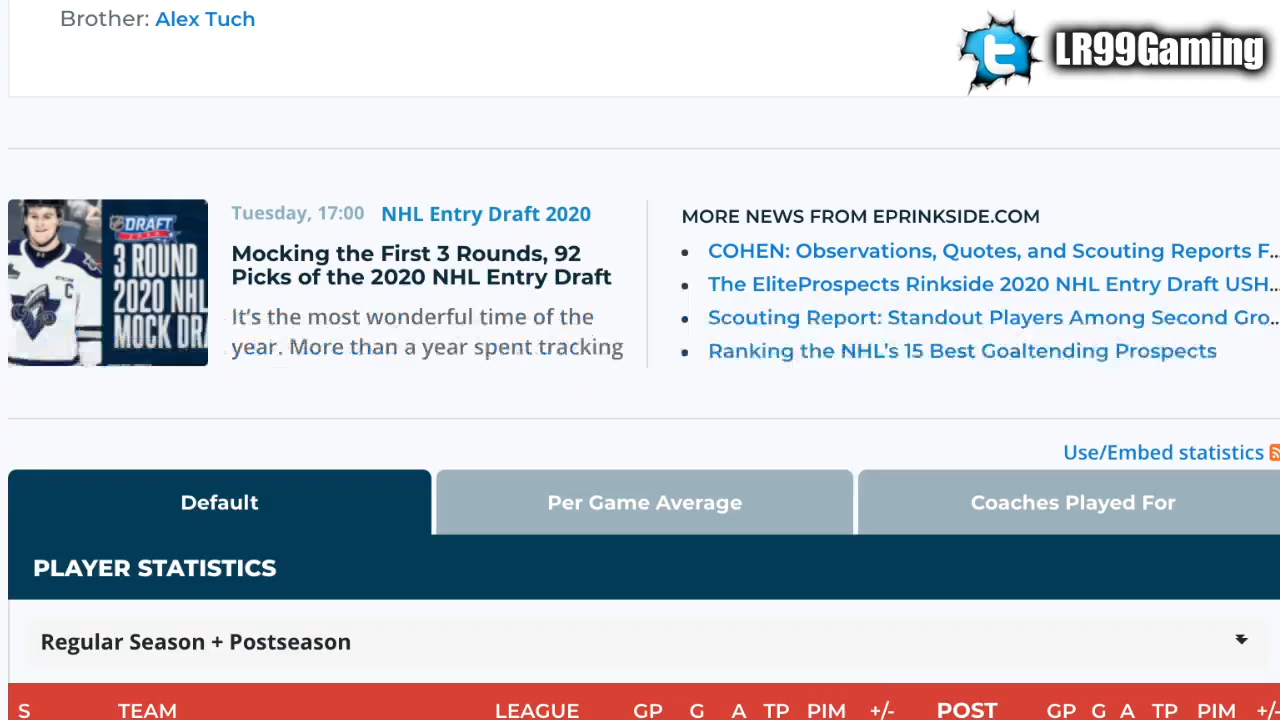 Brother: Alex Tuch
LR99Gaming
Tuesday, 17:00 NHL Entry Draft 2020
Mocking the First 3 Rounds, 92
Picks of the 2020 NHL Entry Draft
It's the most wonderful time of the
year. More than a year spent tracking
DRAFT
3 ROUND
2020 NHL
MOCK DRA
C
MORE NEWS FROM EPRINKSIDE.COM
COHEN: Observations, Quotes, and Scouting Reports F...
The EliteProspects Rinkside 2020 NHL Entry Draft USH...
Scouting Report: Standout Players Among Second Gro...
Ranking the NHL's 15 Best Goaltending Prospects
Use/Embed statistics
Default Per Game Average Coaches Played For
PLAYER STATISTICS
Regular Season + Postseason
S TEAM LEAGUE GP G A TP PIM +/- POST GP G A TP PIM +/-